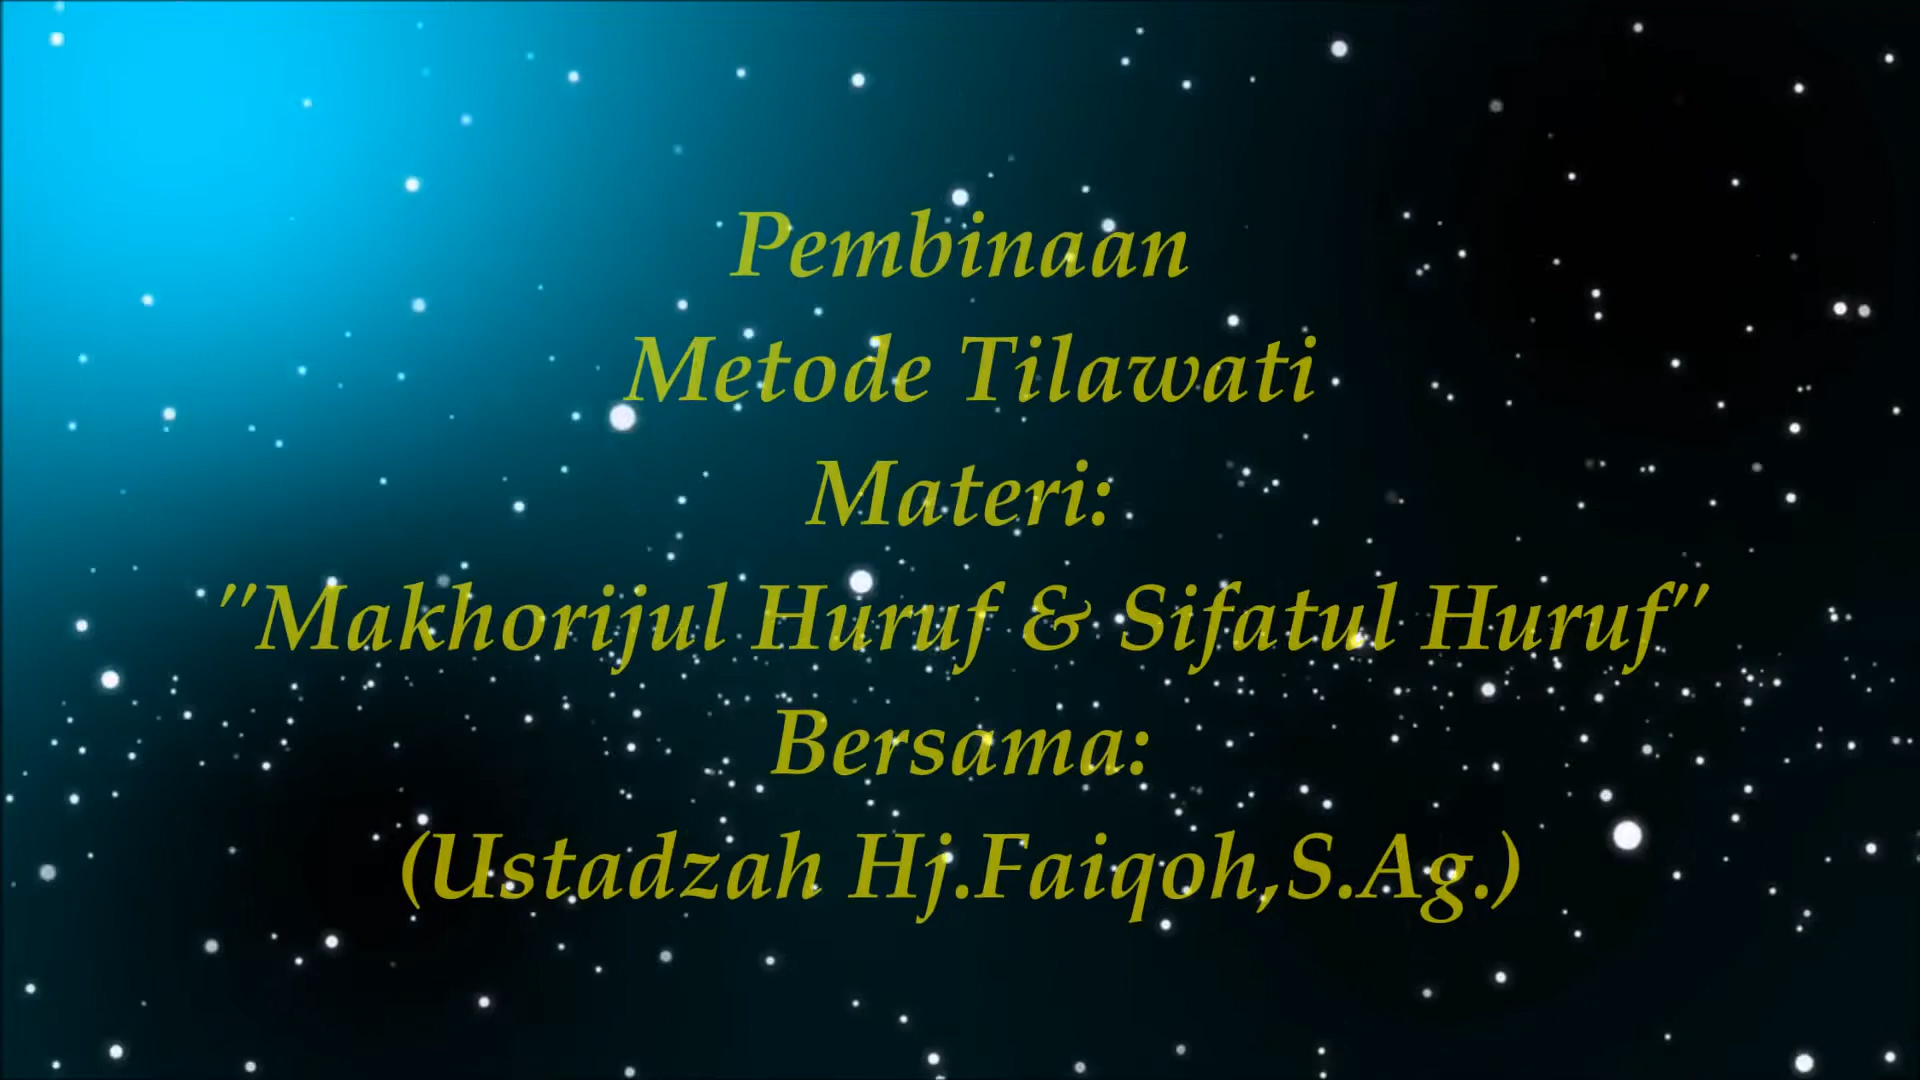 Pembinaan
Metode Tilawati
Materi:
"Makhorijul Huruf & Sifatul Huruf"
Bersama:
(Ustadzah Hj.Faiqoh,S.Ag.)